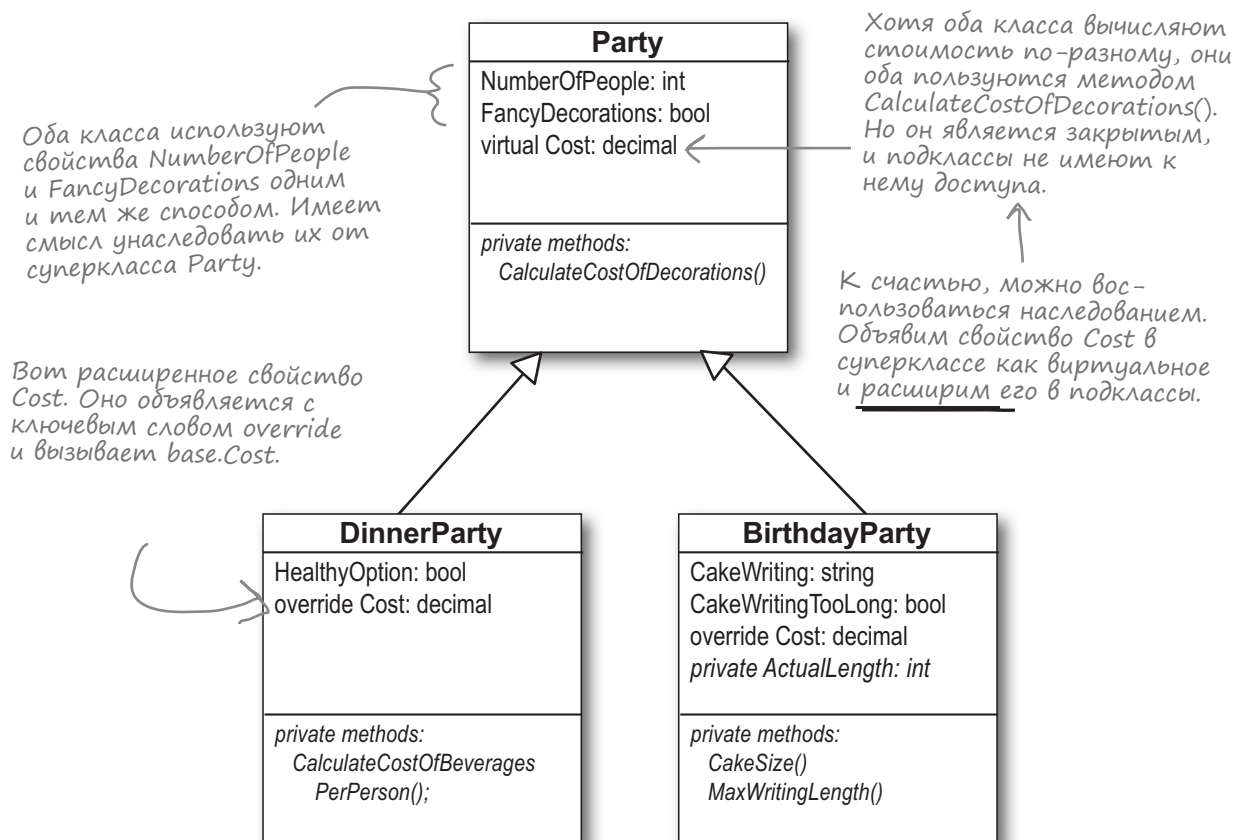 Party
NumberOfPeople: int
FancyDecorations: bool
virtual Cost: decimal
private methods:
CalculateCostOfDecorations()
Хотя оба класса вычисляют
стоимость по-разному, они
оба пользуются методом
CalculateCostOfDecorations().
Но он является закрытым,
и подклассы не имеют к
нему доступа.
Оба класса используют
свойства NumberOfPeople
и FancyDecorations одним
и тем же способом. Имеет
смысл унаследовать их от
суперкласса Party.
К счастью, можно вос-
пользоваться наследованием.
Объявим свойство Cost в
суперклассе как виртуальное
и расширим его в подклассы.
Вот расширенное свойство
Cost. Оно объявляется с
ключевым словом override
и вызывает base.Cost.
DinnerParty
HealthyOption: bool
override Cost: decimal
private methods:
CalculateCostOfBeverages
PerPerson();
BirthdayParty
CakeWriting: string
CakeWritingTooLong: bool
override Cost: decimal
private ActualLength: int
private methods:
CakeSize()
MaxWritingLength()